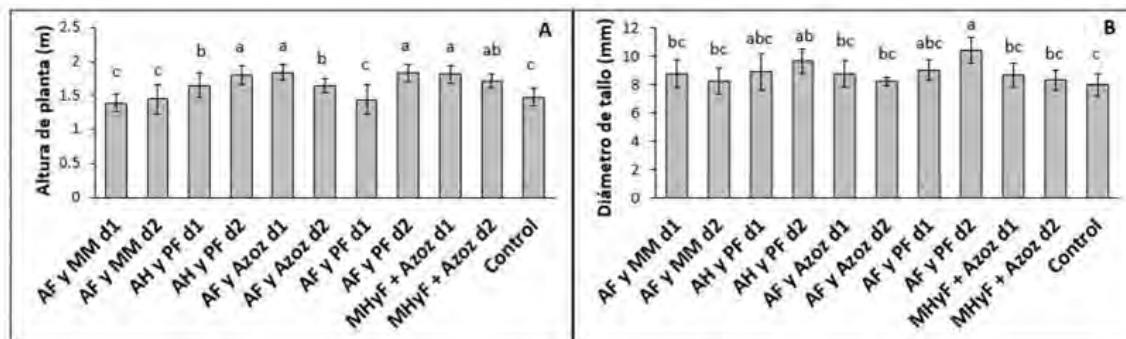 A
Altura de planta (m)
2.5
2
1.5
1
0.5
0
c
c
b
a
a
b
c
a
a
ab
c
AF y MM d1
AF y MM d2
AH y PF d1
AH y PF d2
AF y Azoz d1
AF y Azoz d2
AF y PF d1
AF y PF d2
MHyF + Azoz d1
MHyF + Azoz d2
Control
B
Diámetro de tallo (mm)
12
10
8
6
4
2
0
bc
bc
abc
ab
bc
bc
abc
a
bc
bc
c
AF y MM d1
AF y MM d2
AH y PF d1
AH y PF d2
AF y Azoz d1
AF y Azoz d2
AF y PF d1
AF y PF d2
MHyF + Azoz d1
MHyF + Azoz d2
Control